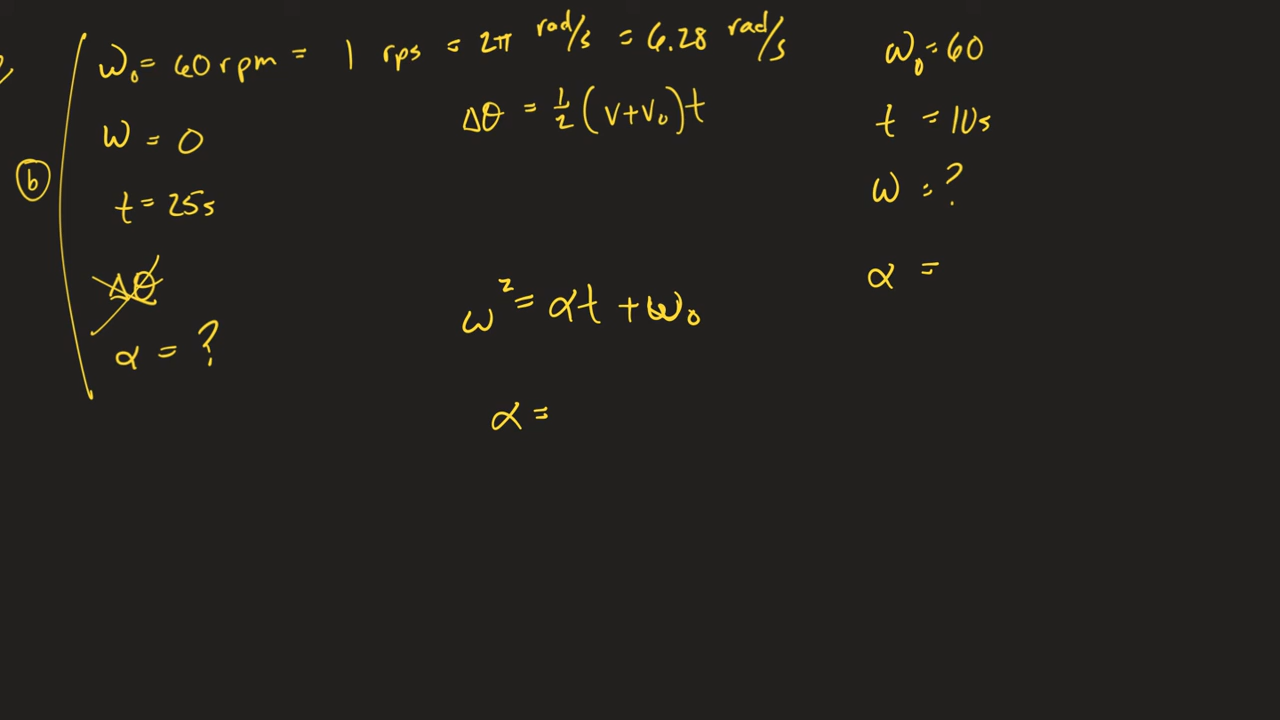 ω₀ = 60 rpm = 1 rps = 2π rad/s = 6.28 rad/s
ω = 0
t = 25s
Δθ
α = ?
b
Δθ = 1/2 (v+v₀)t
ω² = αt + ω₀
α =
ω₀ = 60
t = 10s
ω = ?
α =